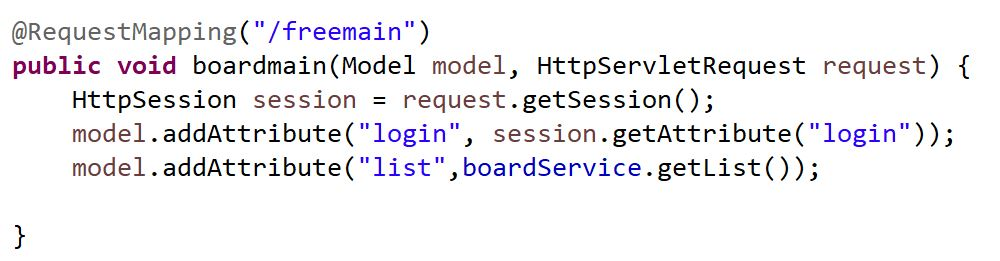 @RequestMapping("/freemain")
public void boardmain(Model model, HttpServletRequest request) {
    HttpSession session = request.getSession();
    model.addAttribute("login", session.getAttribute("login"));
    model.addAttribute("list",boardService.getList());

}